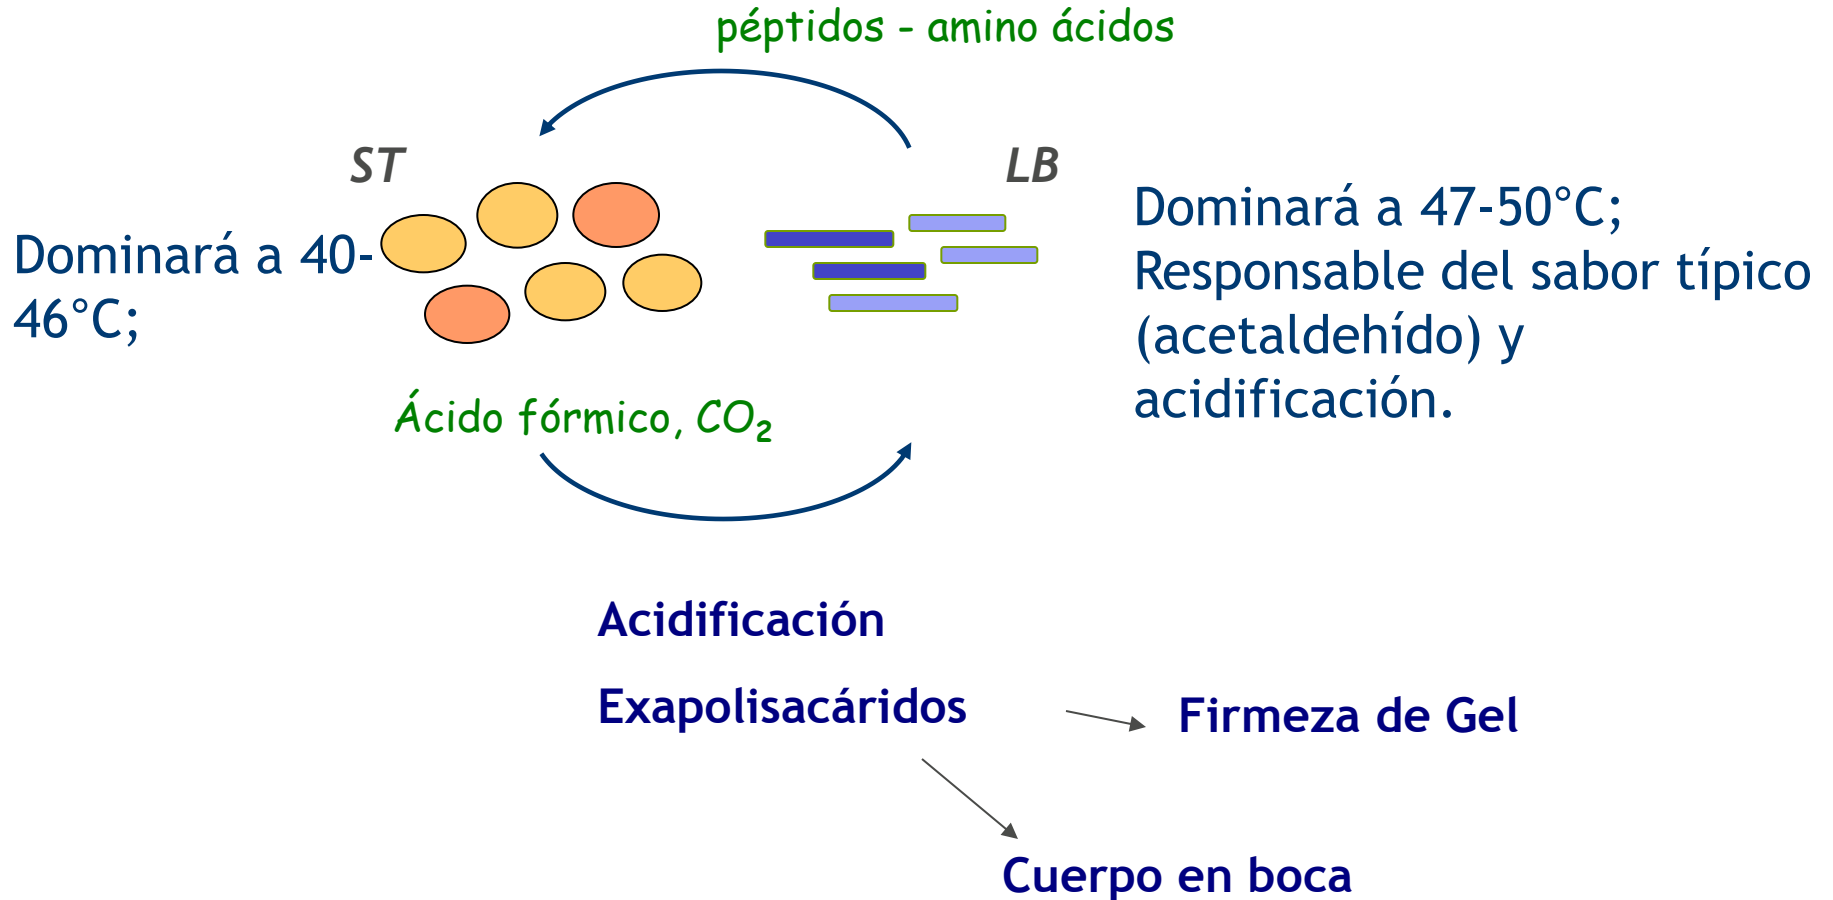 péptidos - amino ácidos
ST
LB
Dominará a 40-
46°C;
Dominará a 47-50°C;
Responsable del sabor típico
(acetaldehído) y
acidificación.
Ácido fórmico, CO₂
Acidificación
Exapolisacáridos
Firmeza de Gel
Cuerpo en boca